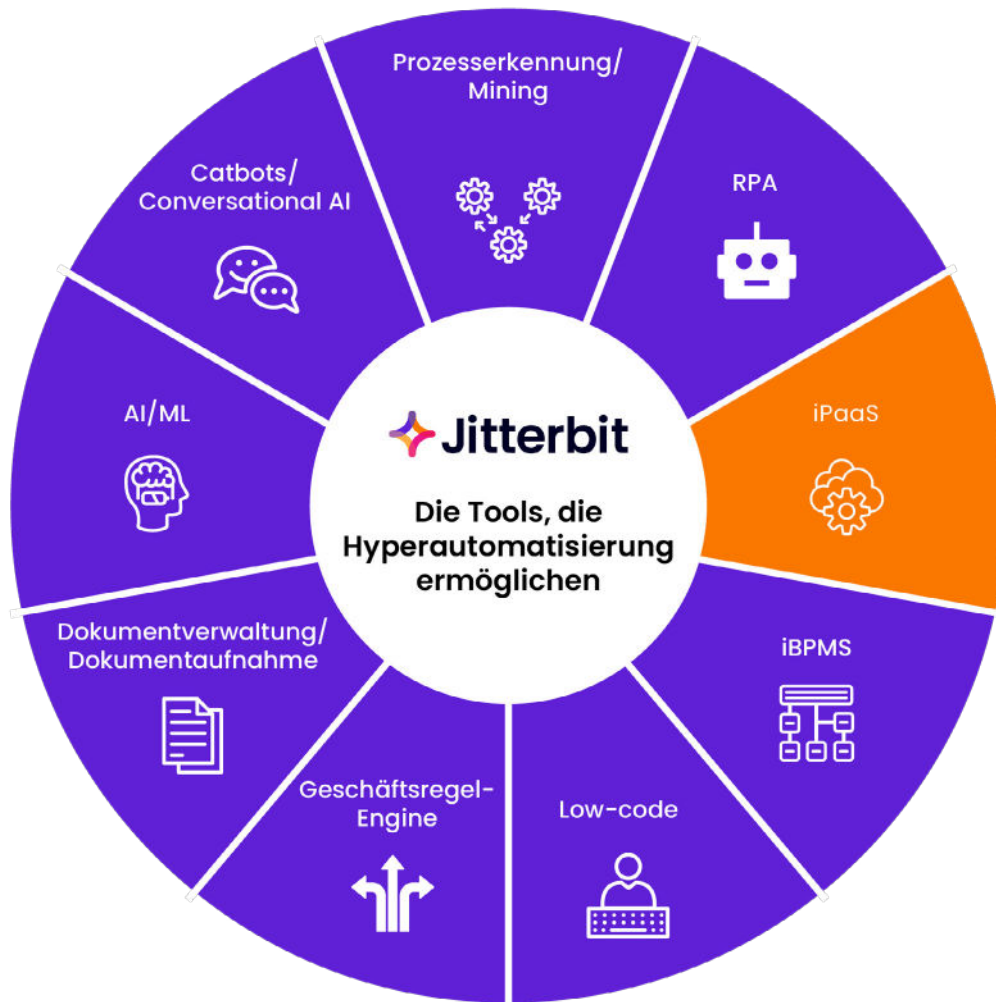 Prozesserkennung/
Mining
RPA
iPaaS
iBPMS
Low-code
Geschäftsregel-
Engine
Dokumentverwaltung/
Dokumentaufnahme
AI/ML
Catbots/
Conversational AI
Jitterbit
Die Tools, die
Hyperautomatisierung
ermöglichen